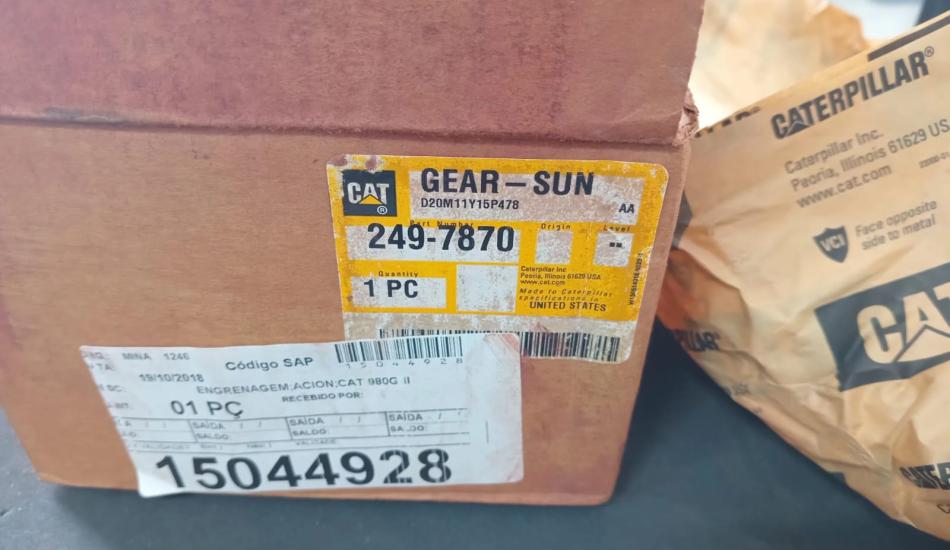 CAT®
GEAR-SUN
D20M11Y15P478
AA
Part Number
Origin
Level
249-7870
--
Quantity
1 PC
Caterpillar Inc
Peoria, Illinois 61629 USA
www.cat.com
Made to Caterpillar
specifications in
UNITED STATES
MINA 1246
Código SAP
15044928
19/10/2018
ENGRENAGEM;ACION;CAT 980G II
RECEBIDO POR:
01 PÇ
SAÍDA / /
SALDO:
SAÍDA / /
SALDO:
SAÍDA / /
15044928
CATERPILLAR®
Caterpillar Inc.
Peoria, Illinois 61629 US
www.cat.com
VCI
Face opposite
side to metal
CAT